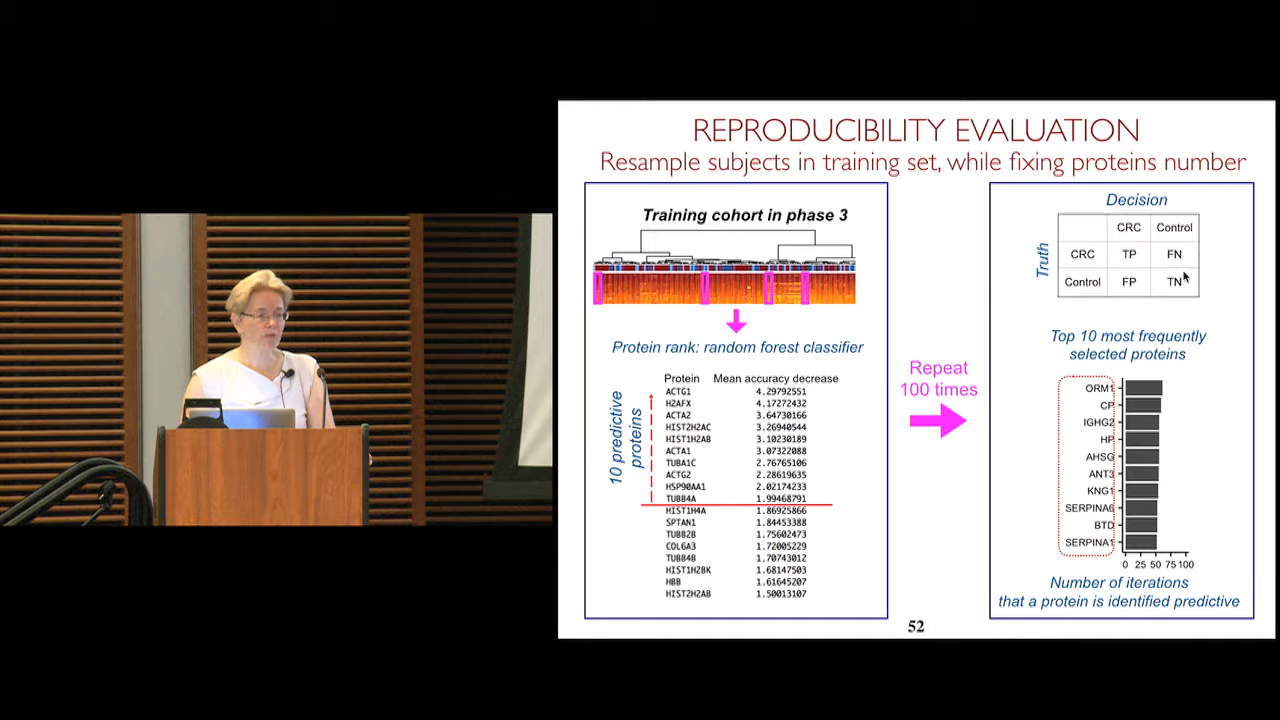 REPRODUCIBILITY EVALUATION
Resample subjects in training set, while fixing proteins number
Training cohort in phase 3
Protein rank: random forest classifier
10 predictive
proteins
Protein Mean accuracy decrease
ACTG1 4.29792551
H2AFX 4.17272432
ACTA2 3.64730166
HIST2H2AC 3.26940544
HIST1H2AB 3.10230189
ACTA1 3.07322088
TUBA1C 2.76765106
ACTG2 2.28619635
HSP90AA1 2.02174233
TUBB4A 1.99468791
HIST1H4A 1.86925866
SPTAN1 1.84453388
TUBB2B 1.75602473
COL6A3 1.72005229
TUBB4B 1.70743012
HIST1H2BK 1.68147503
HBB 1.61645207
HIST2H2AB 1.50013107
Repeat
100 times
Decision
Truth
CRC Control
CRC TP FN
Control FP TN
Top 10 most frequently
selected proteins
ORM1
CP
IGHG2
HP
AHSG
ANT3
KNG1
SERPINA6
BTD
SERPINA1
0 25 50 75 100
Number of iterations
that a protein is identified predictive
52